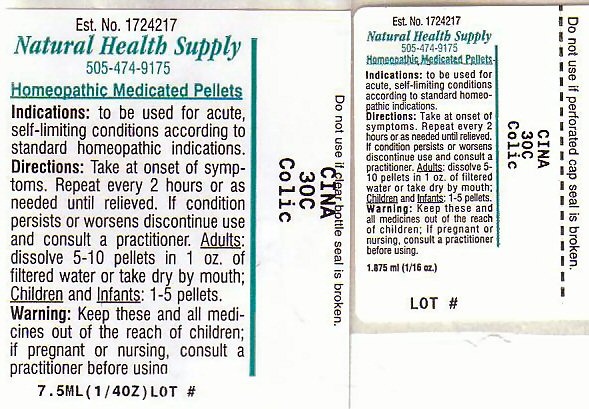 Est. No. 1724217
Natural Health Supply
505-474-9175
Homeopathic Medicated Pellets
Indications: to be used for acute,
self-limiting conditions according to
standard homeopathic indications.
Directions: Take at onset of symp-
toms. Repeat every 2 hours or as
needed until relieved. If condition
persists or worsens discontinue use
and consult a practitioner. Adults:
dissolve 5-10 pellets in 1 oz. of
filtered water or take dry by mouth;
Children and Infants: 1-5 pellets.
Warning: Keep these and all medi-
cines out of the reach of children;
if pregnant or nursing, consult a
practitioner before using
7.5ML(1/4OZ)LOT #
Do not use if clear bottle seal is broken.
CINA
30C
Colic
Est. No. 1724217
Natural Health Supply
505-474-9175
Homeopathic Medicated Pellets
Indications: to be used for
acute, self-limiting conditions
according to standard homeo-
pathic indications.
Directions: Take at onset of
symptoms. Repeat every 2
hours or as needed until relieved.
If condition persists or worsens
discontinue use and consult a
practitioner. Adults: dissolve 5-
10 pellets in 1 oz. of filtered
water or take dry by mouth;
Children and Infants: 1-5 pellets.
Warning: Keep these and
all medicines out of the reach
of children; If pregnant or
nursing, consult a practitioner
before using.
1.875 ml (1/16 oz.)
LOT #
CINA
30C
Colic
Do not use if perforated cap seal is broken.